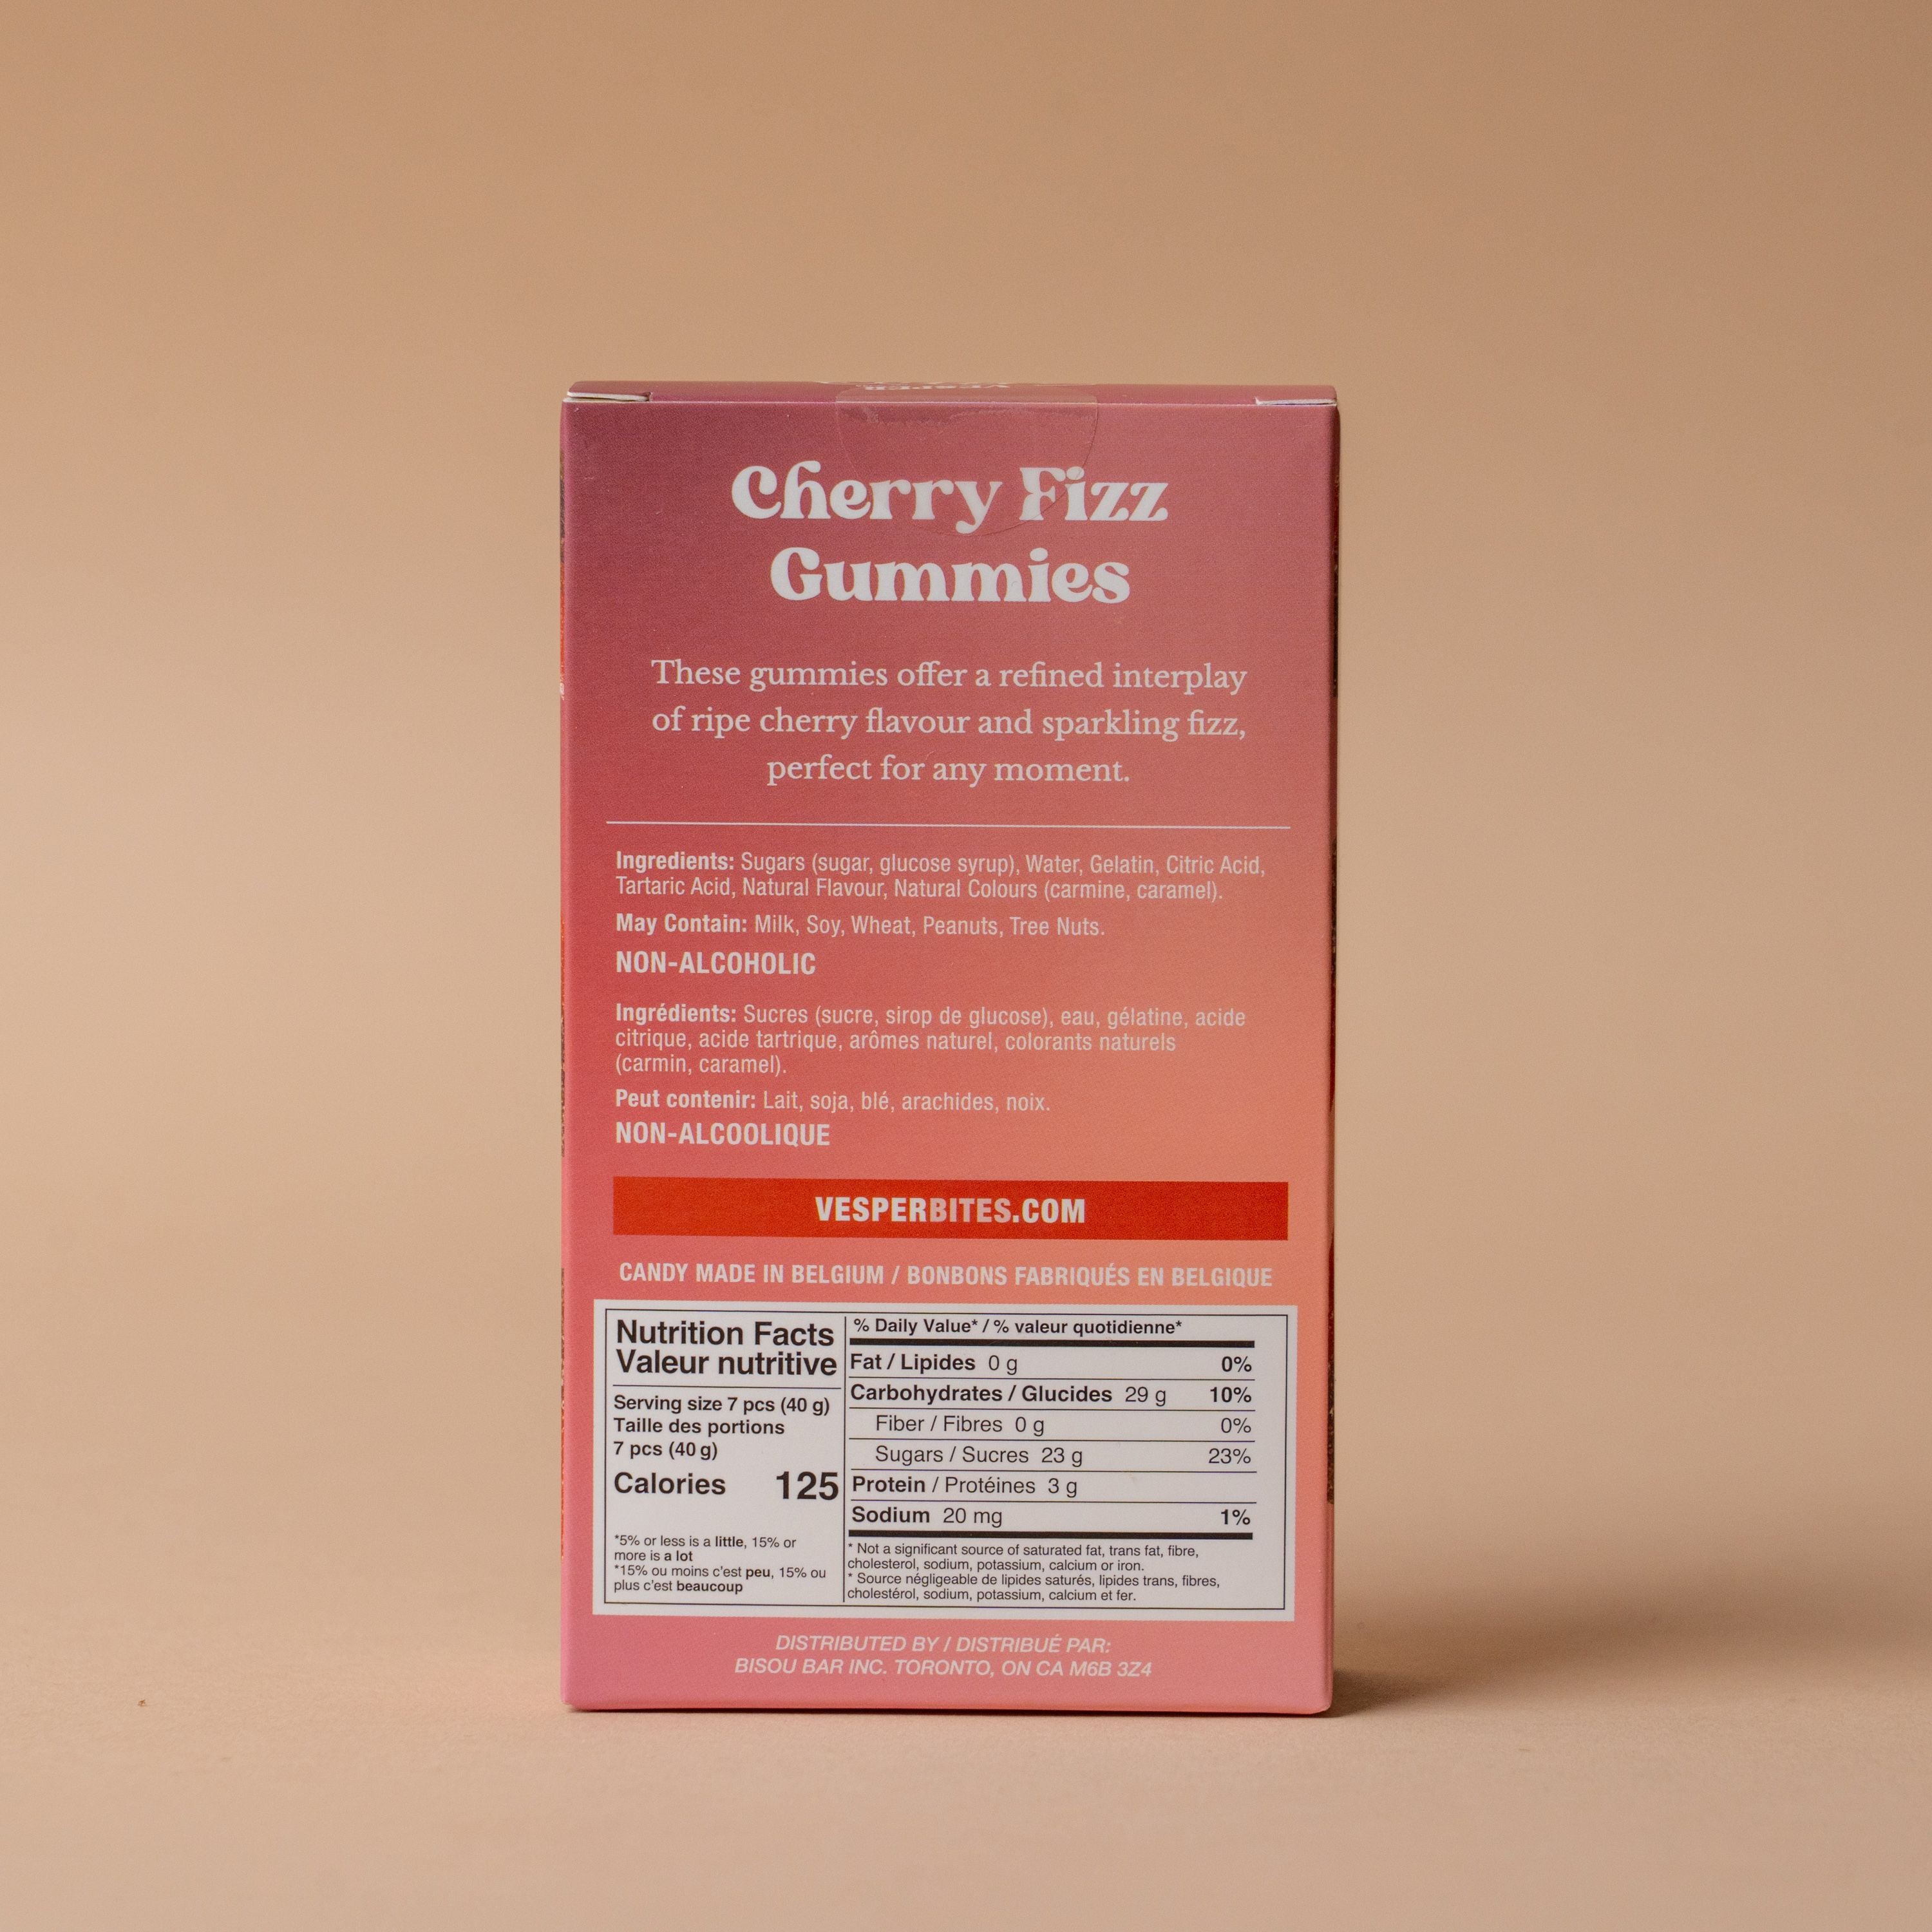 Cherry Fizz
Gummies
These gummies offer a refined interplay
of ripe cherry flavour and sparkling fizz,
perfect for any moment.
Ingredients: Sugars (sugar, glucose syrup), Water, Gelatin, Citric Acid,
Tartaric Acid, Natural Flavour, Natural Colours (carmine, caramel).
May Contain: Milk, Soy, Wheat, Peanuts, Tree Nuts.
NON-ALCOHOLIC
Ingrédients: Sucres (sucre, sirop de glucose), eau, gélatine, acide
citrique, acide tartrique, arômes naturel, colorants naturels
(carmin, caramel).
Peut contenir: Lait, soja, blé, arachides, noix.
NON-ALCOOLIQUE
VESPERBITES.COM
CANDY MADE IN BELGIUM / BONBONS FABRIQUÉS EN BELGIQUE
Nutrition Facts
Valeur nutritive
Serving size 7 pcs (40 g)
Taille des portions
7 pcs (40 g)
Calories 125
*5% or less is a little, 15% or
more is a lot
*15% ou moins c'est peu, 15% ou
plus c'est beaucoup
% Daily Value* / % valeur quotidienne*
Fat / Lipides 0 g 0%
Carbohydrates / Glucides 29 g 10%
Fiber / Fibres 0 g 0%
Sugars / Sucres 23 g 23%
Protein / Protéines 3 g
Sodium 20 mg 1%
* Not a significant source of saturated fat, trans fat, fibre,
cholesterol, sodium, potassium, calcium or iron.
* Source négligeable de lipides saturés, lipides trans, fibres,
cholestérol, sodium, potassium, calcium et fer.
DISTRIBUTED BY / DISTRIBUÉ PAR:
BISOU BAR INC. TORONTO, ON CA M6B 3Z4